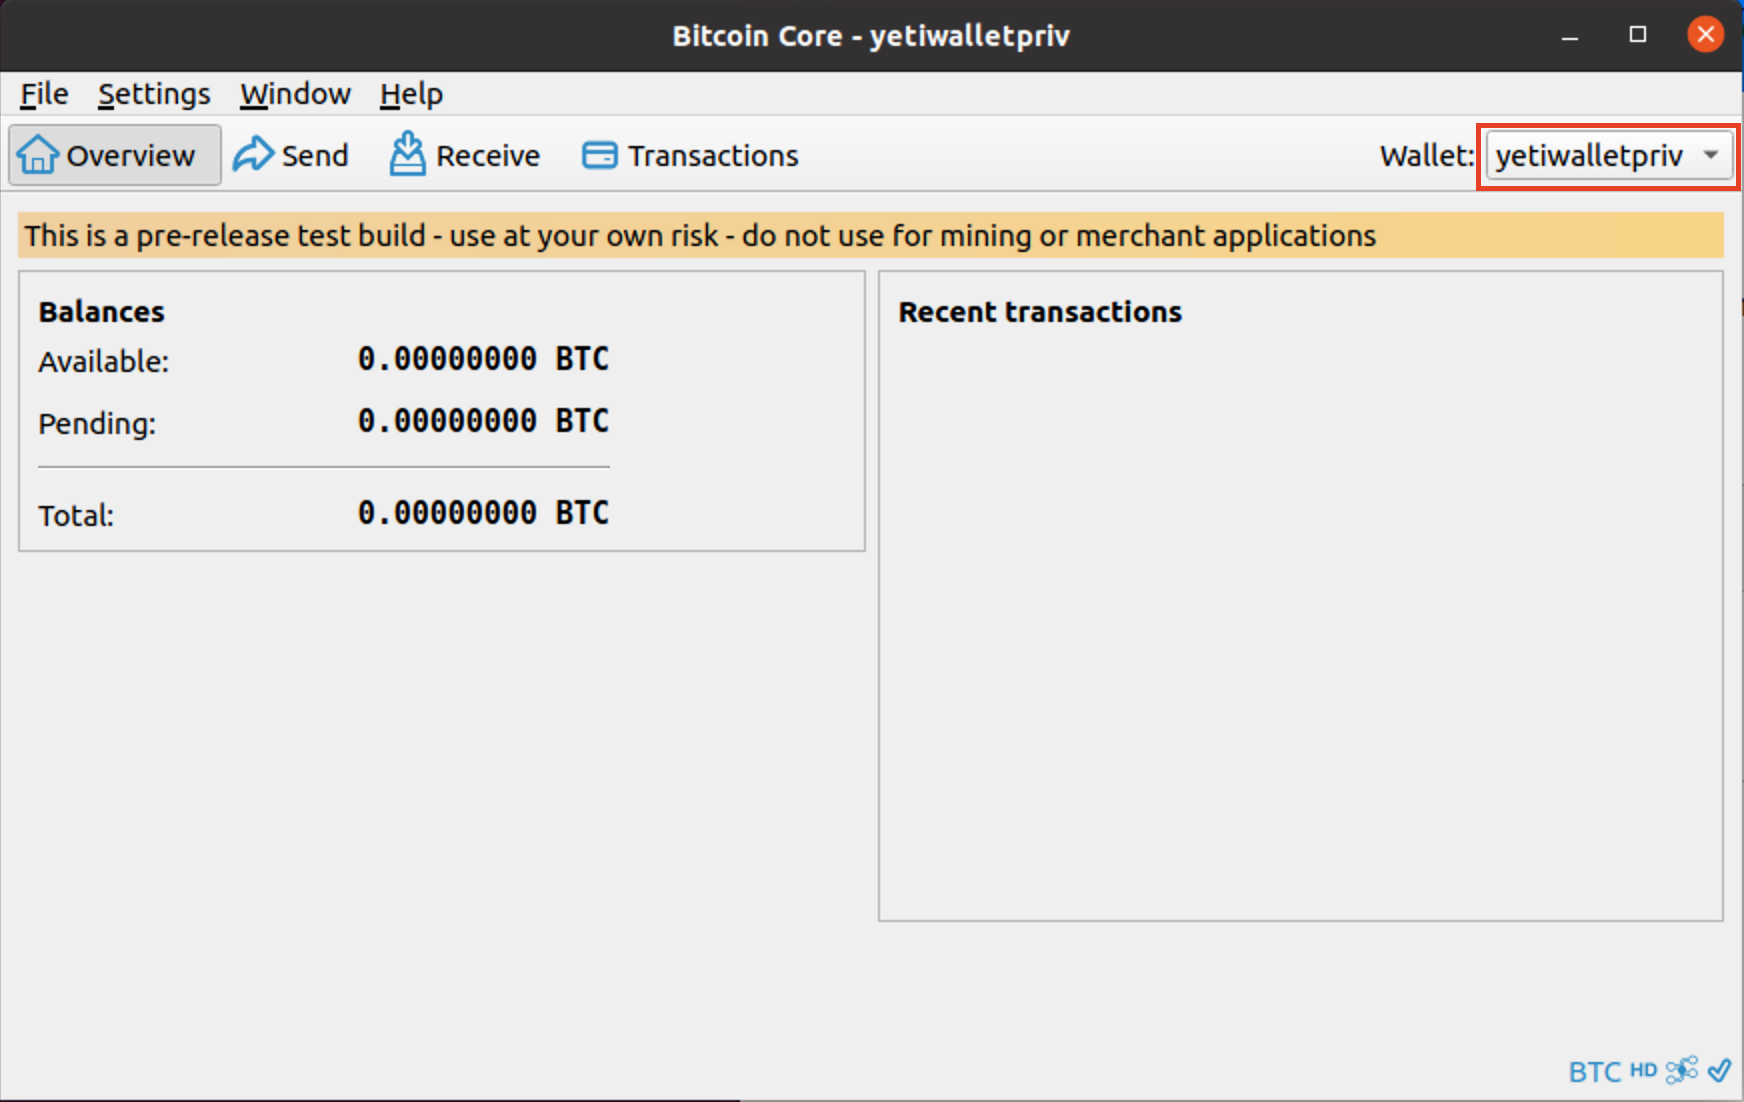 Bitcoin Core - yetiwalletpriv
File Settings Window Help
Overview Send Receive Transactions Wallet: yetiwalletpriv
This is a pre-release test build - use at your own risk - do not use for mining or merchant applications
Balances
Available: 0.00000000 BTC
Pending: 0.00000000 BTC
Total: 0.00000000 BTC
Recent transactions
BTC HD